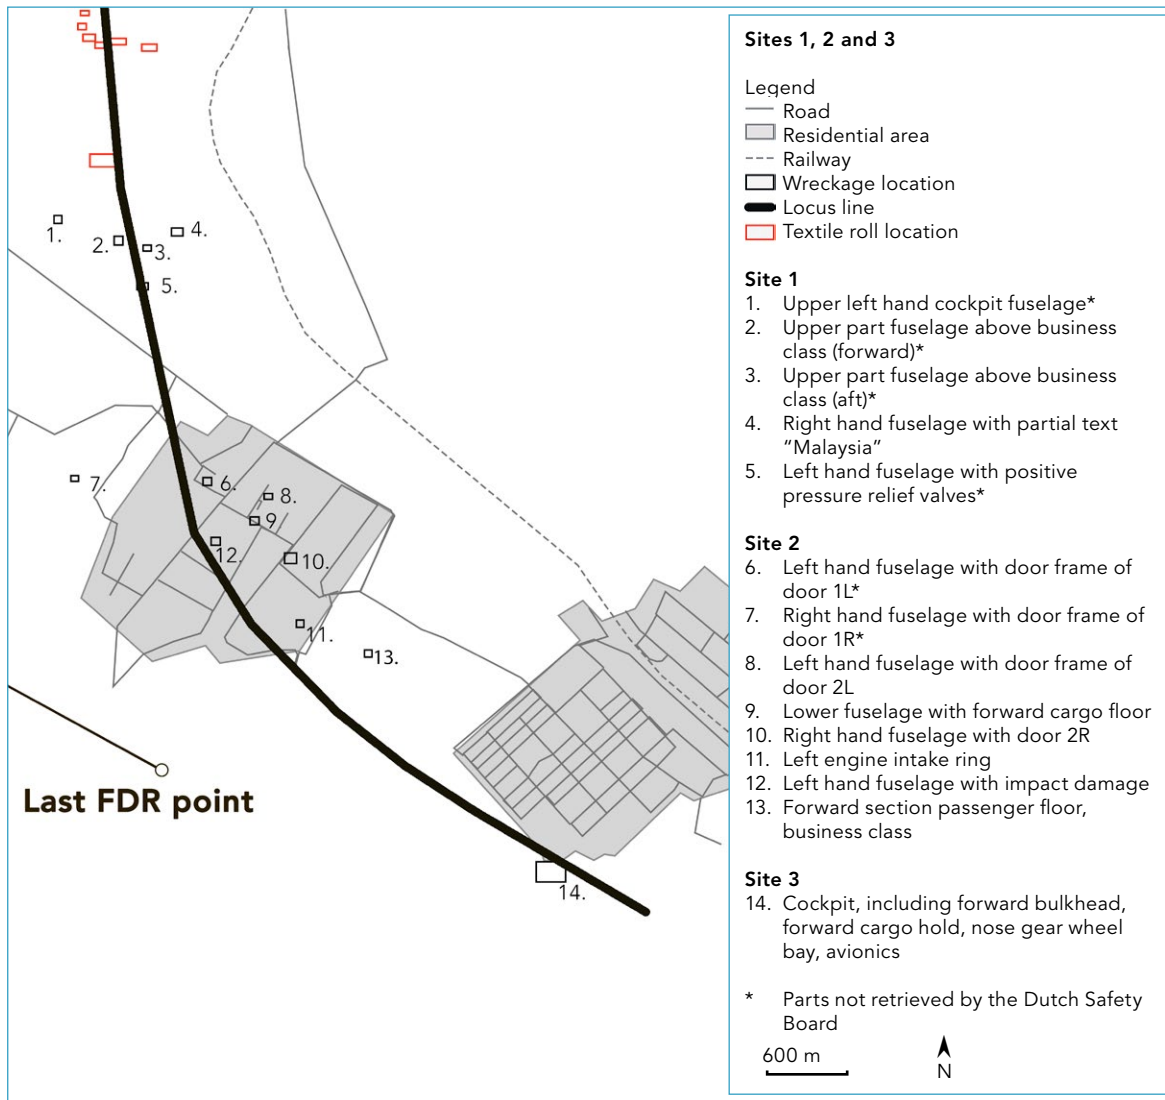 1.
2.
3.
4.
5.
7.
6.
8.
9
12.
10.
11.
13.
Last FDR point
14.
Sites 1, 2 and 3
Legend
Road
Residential area
Railway
Wreckage location
Locus line
Textile roll location
Site 1
1. Upper left hand cockpit fuselage*
2. Upper part fuselage above business
class (forward)*
3. Upper part fuselage above business
class (aft)*
4. Right hand fuselage with partial text
“Malaysia”
5. Left hand fuselage with positive
pressure relief valves*
Site 2
6. Left hand fuselage with door frame of
door 1L*
7. Right hand fuselage with door frame of
door 1R*
8. Left hand fuselage with door frame of
door 2L
9. Lower fuselage with forward cargo floor
10. Right hand fuselage with door 2R
11. Left engine intake ring
12. Left hand fuselage with impact damage
13. Forward section passenger floor,
business class
Site 3
14. Cockpit, including forward bulkhead,
forward cargo hold, nose gear wheel
bay, avionics
* Parts not retrieved by the Dutch Safety
Board
600 m
N